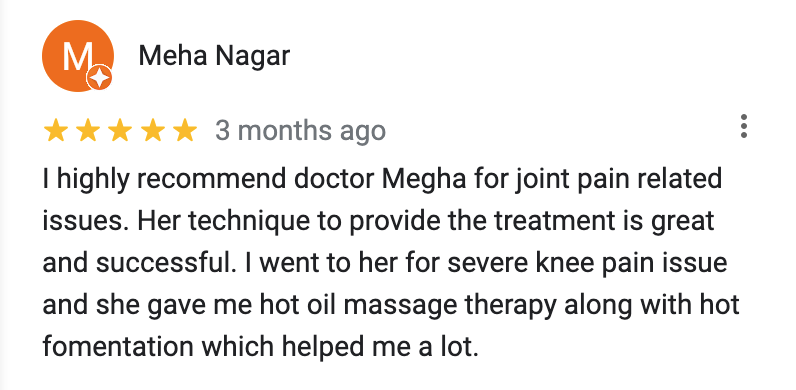 M
Meha Nagar
3 months ago
I highly recommend doctor Megha for joint pain related
issues. Her technique to provide the treatment is great
and successful. I went to her for severe knee pain issue
and she gave me hot oil massage therapy along with hot
fomentation which helped me a lot.